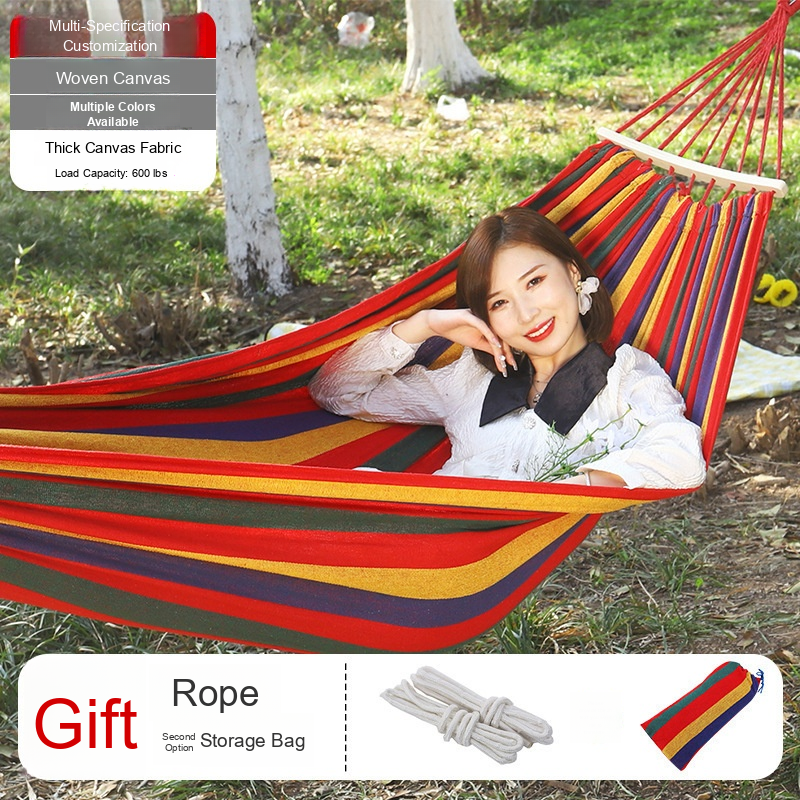 Multi-Specification
Customization
Woven Canvas
Multiple Colors
Available
Thick Canvas Fabric
Load Capacity: 600 lbs
Gift
Rope
Second
Option
Storage Bag